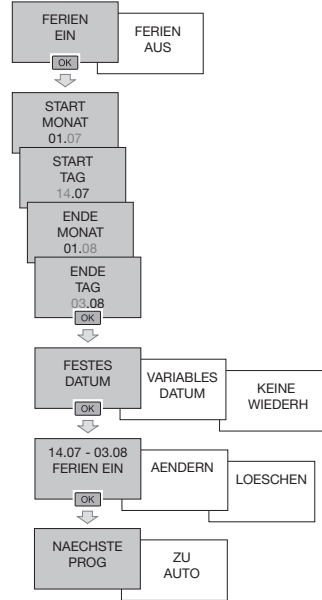 FERIEN
EIN
FERIEN
AUS
OK
START
MONAT
01.07
START
TAG
14.07
ENDE
MONAT
01.08
ENDE
TAG
03.08
OK
FESTES
DATUM
VARIABLES
DATUM
KEINE
WIEDERH
OK
14.07 - 03.08
FERIEN EIN
AENDERN
LOESCHEN
OK
NAECHSTE
PROG
ZU
AUTO